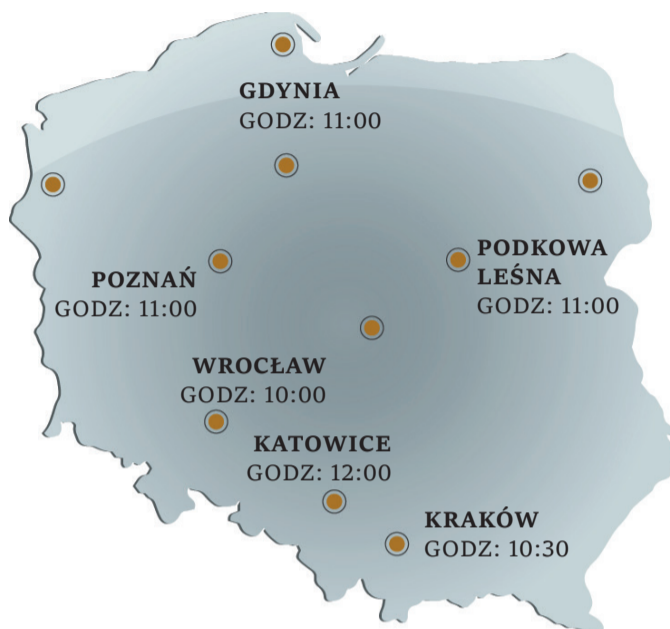 GDYNIA
GODZ: 11:00
PODKOWA
LEŚNA
GODZ: 11:00
POZNAŃ
GODZ: 11:00
WROCŁAW
GODZ: 10:00
KATOWICE
GODZ: 12:00
KRAKÓW
GODZ: 10:30